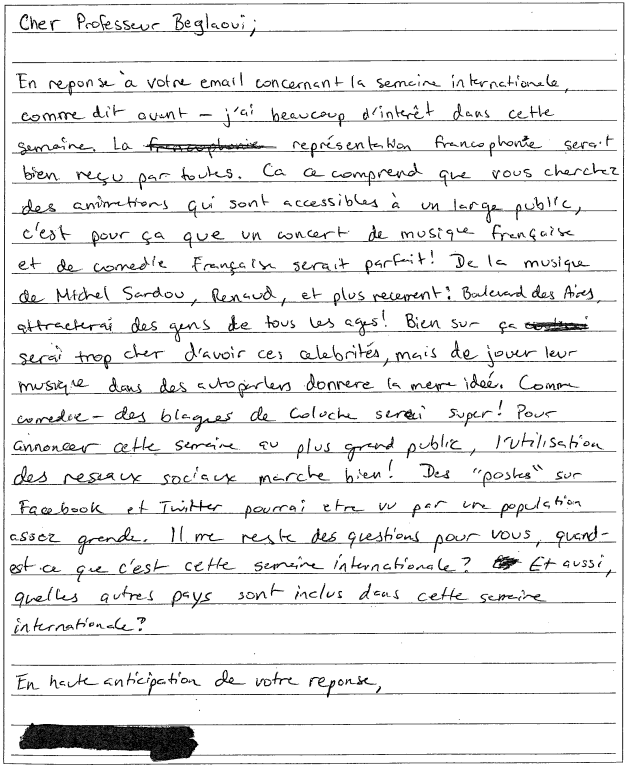 Cher Professeur Beglaoui;
En reponse à votre email concernant la semaine internationale,
comme dit avant – j'ai beaucoup d'interêt dans cette
semaine. La francophonie représentation francophonie serait
bien reçu par toutes. Ca ce comprend que vous cherchez
des animations qui sont accessibles à un large public,
c'est pour ça que un concert de musique française
et de comedie Française serait parfait! De la musique
de Michel Sardou, Renaud, et plus recement: Boulevard des Aires,
attracterai des gens de tous les ages! Bien sur ça
serai trop cher d'avoir ces celebrités, mais de jouer leur
musique dans des autoparlers donnere la meme ideé. Comme
comedie – des blagues de Coluche serai super! Pour
annoncer cette semaine au plus grand public, l'utilisation
des reseaux sociaux marche bien! Des "postes" sur
Facebook et Twitter pourrai etre vu par une population
assez grande. Il me reste des questions pour vous, quand-
est-ce que c'est cette semaine internationale? Et aussi,
quelles autres pays sont inclus dans cette semaine
internationale?
En haute anticipation de votre reponse,